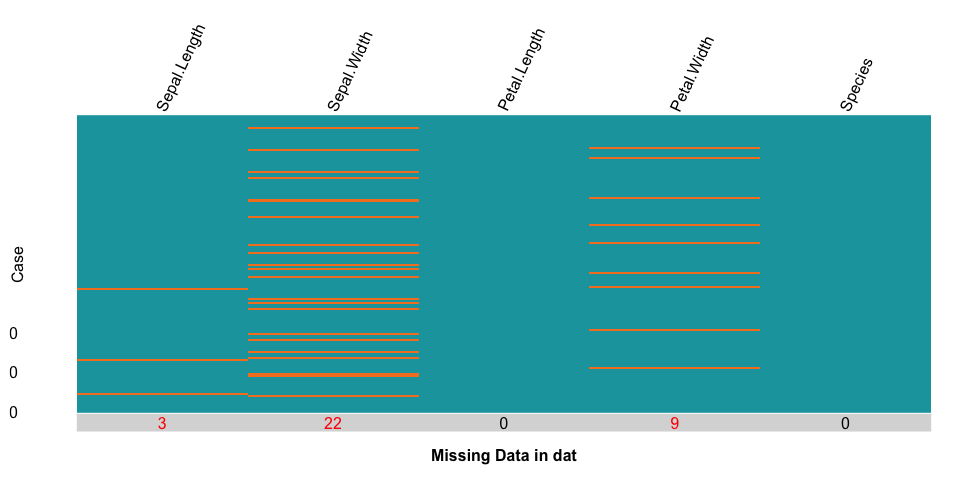 Sepal.Length
Sepal.Width
Petal.Length
Petal.Width
Species
Case
0
0
0
3 22 0 9 0
Missing Data in dat